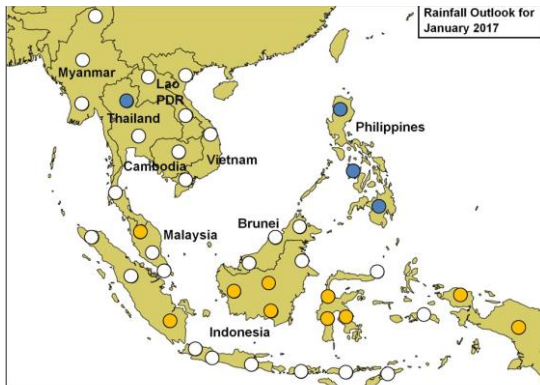 Rainfall Outlook for
January 2017
Myanmar
Lao
PDR
Thailand
Philippines
Cambodia
Vietnam
Malaysia
Brunei
Indonesia